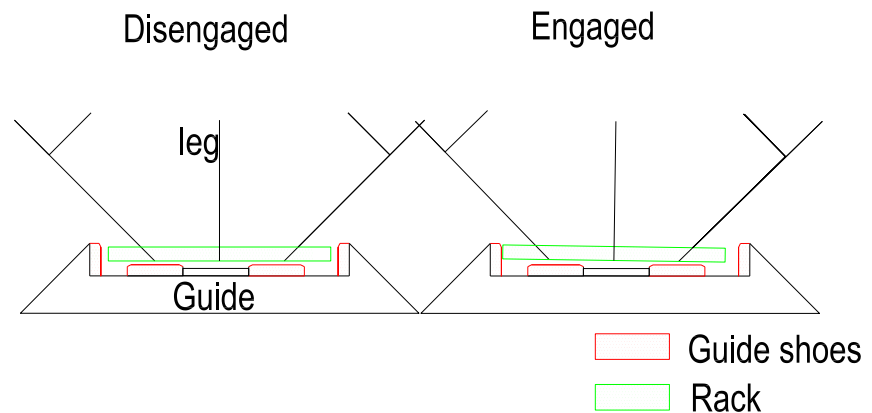 Disengaged
Engaged
leg
Guide
Guide shoes
Rack